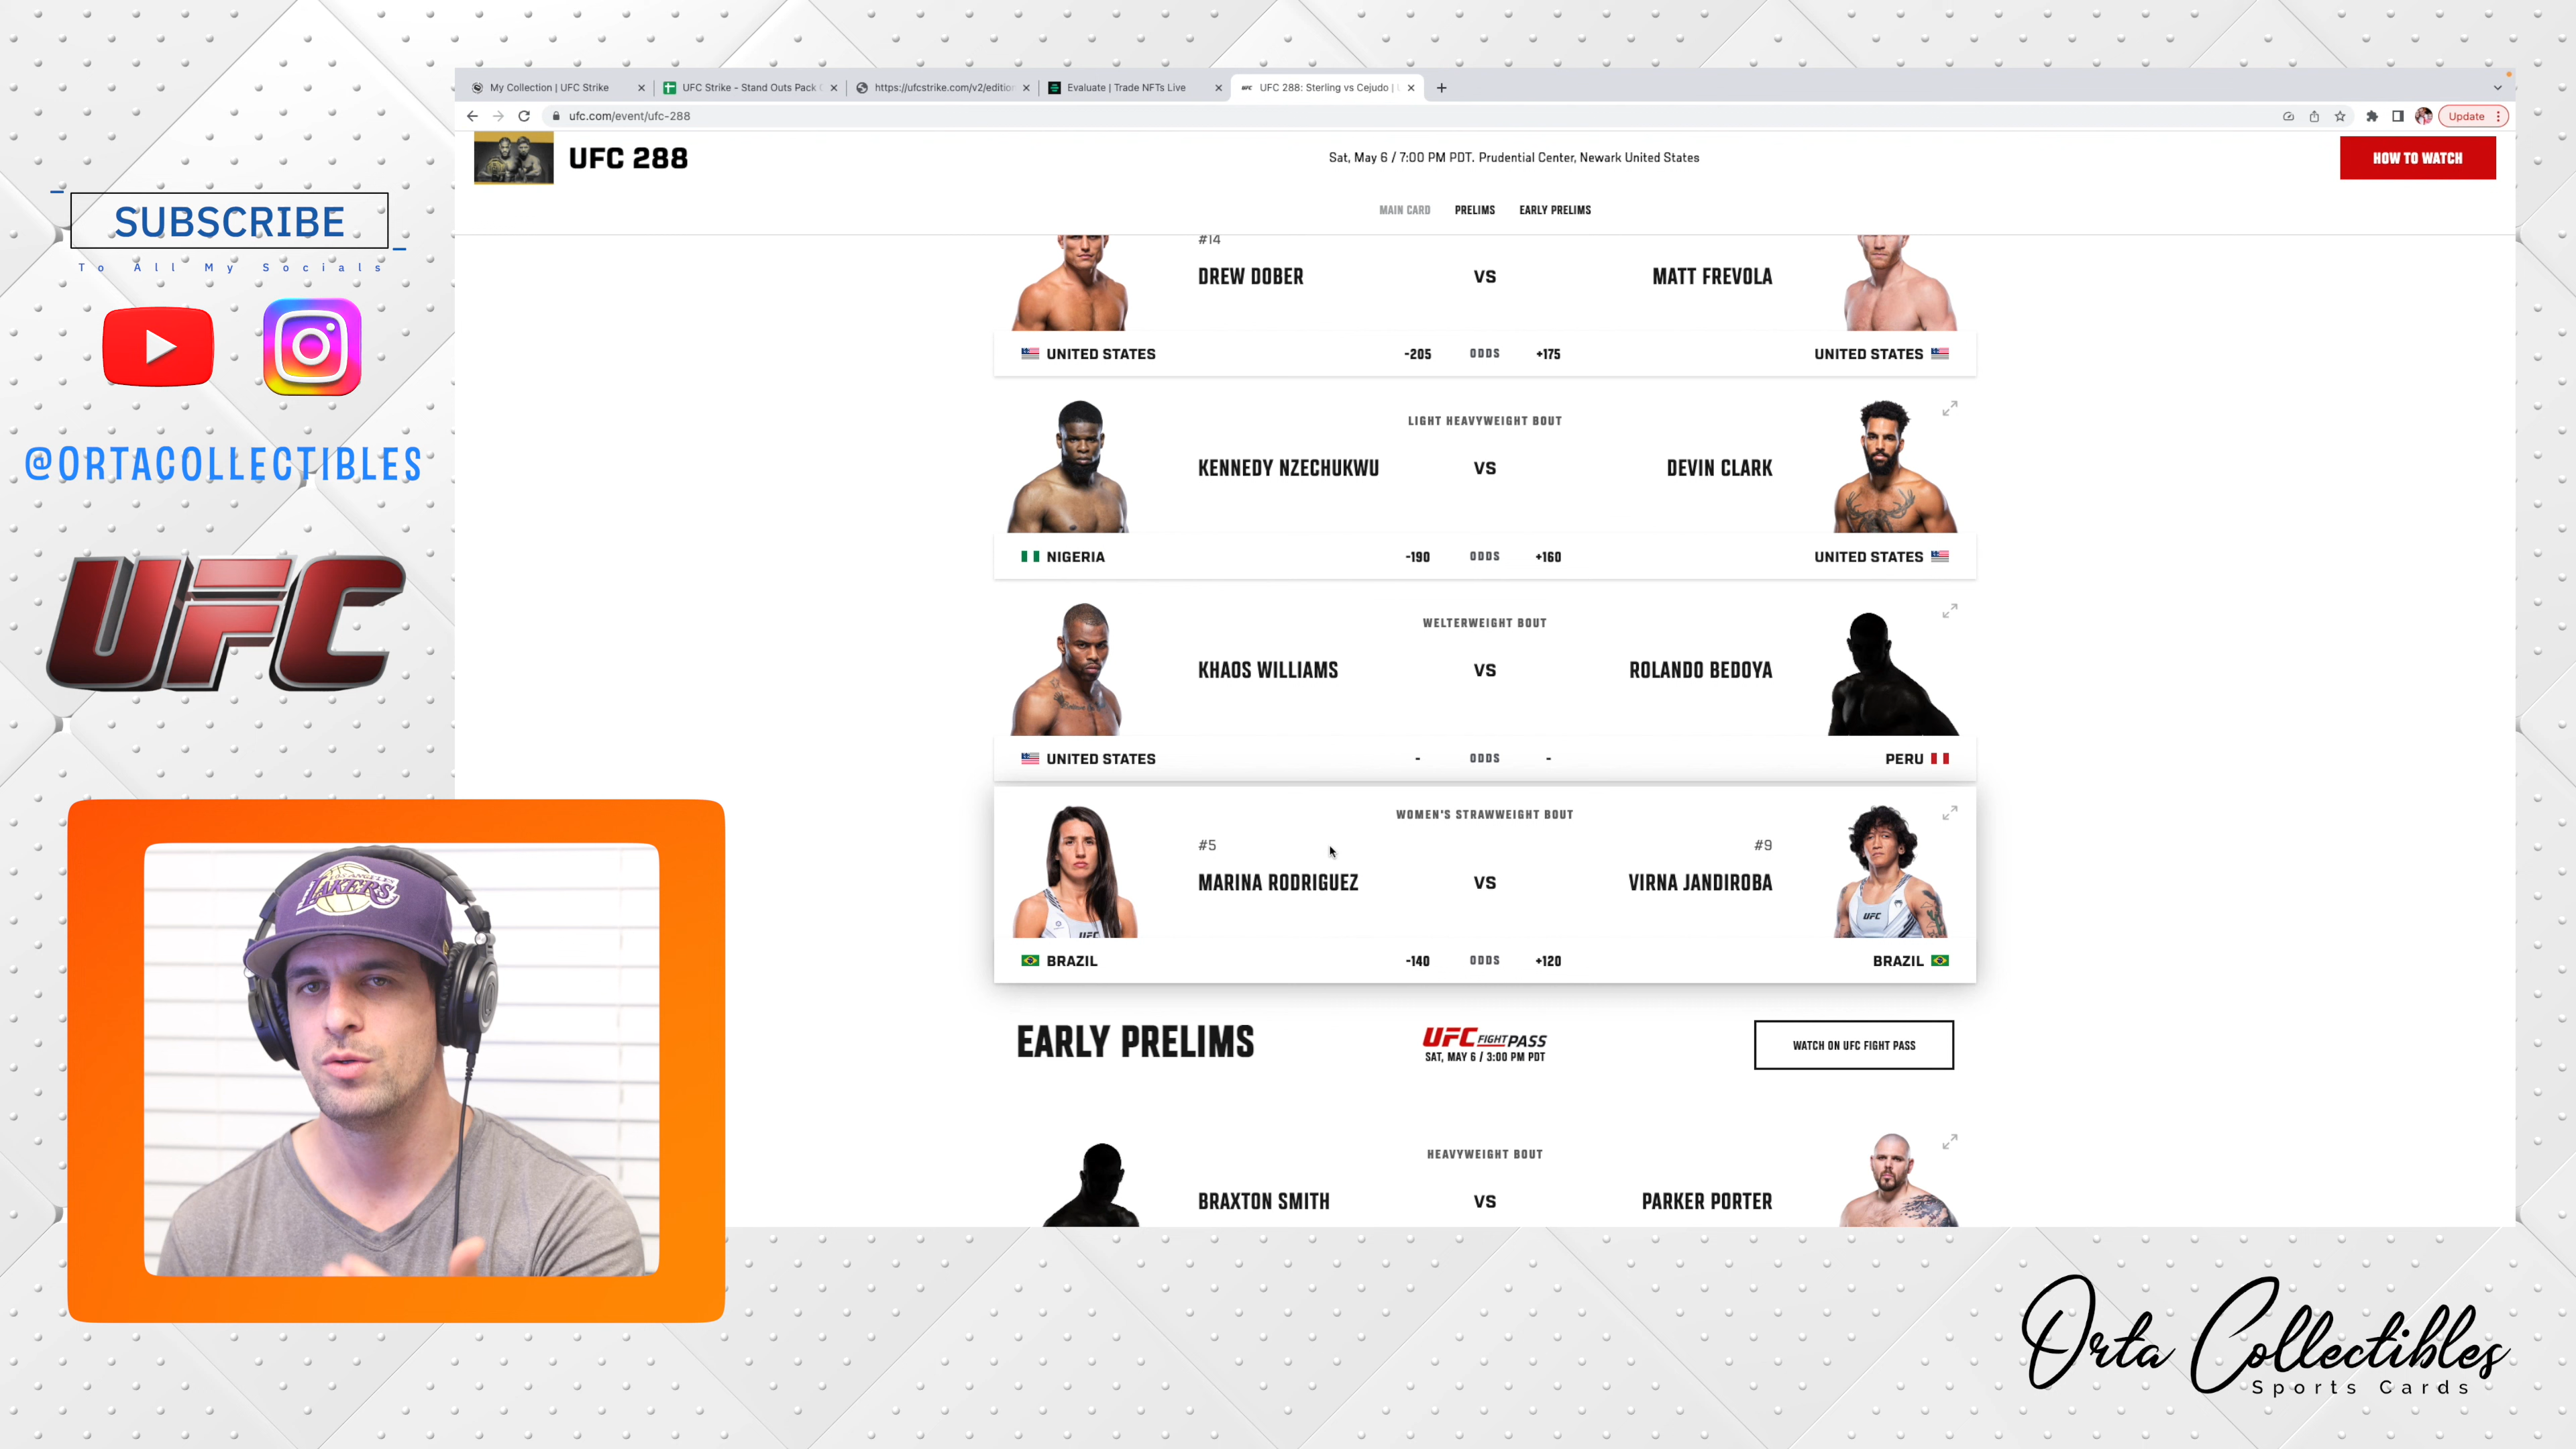 My Collection | UFC Strike
UFC Strike - Stand Outs Pack
https://ufcstrike.com/v2/edition
Evaluate | Trade NFTs Live
UFC 288: Sterling vs Cejudo |
ufc.com/event/ufc-288
Update
UFC 288
Sat, May 6 / 7:00 PM PDT. Prudential Center, Newark United States
HOW TO WATCH
MAIN CARD PRELIMS EARLY PRELIMS
SUBSCRIBE
To All My Socials
@ORTACOLLECTIBLES
UFC
#14
DREW DOBER VS MATT FREVOLA
UNITED STATES -205 ODDS +175 UNITED STATES
LIGHT HEAVYWEIGHT BOUT
KENNEDY NZECHUKWU VS DEVIN CLARK
NIGERIA -190 ODDS +160 UNITED STATES
WELTERWEIGHT BOUT
KHAOS WILLIAMS VS ROLANDO BEDOYA
UNITED STATES - ODDS - PERU
WOMEN'S STRAWWEIGHT BOUT
#5 #9
MARINA RODRIGUEZ VS VIRNA JANDIROBA
UFC UFC
BRAZIL -140 ODDS +120 BRAZIL
EARLY PRELIMS
UFC FIGHT PASS
SAT, MAY 6 / 3:00 PM PDT
WATCH ON UFC FIGHT PASS
HEAVYWEIGHT BOUT
BRAXTON SMITH VS PARKER PORTER
LOS ANGELES
LAKERS
Orta Collectibles
Sports Cards